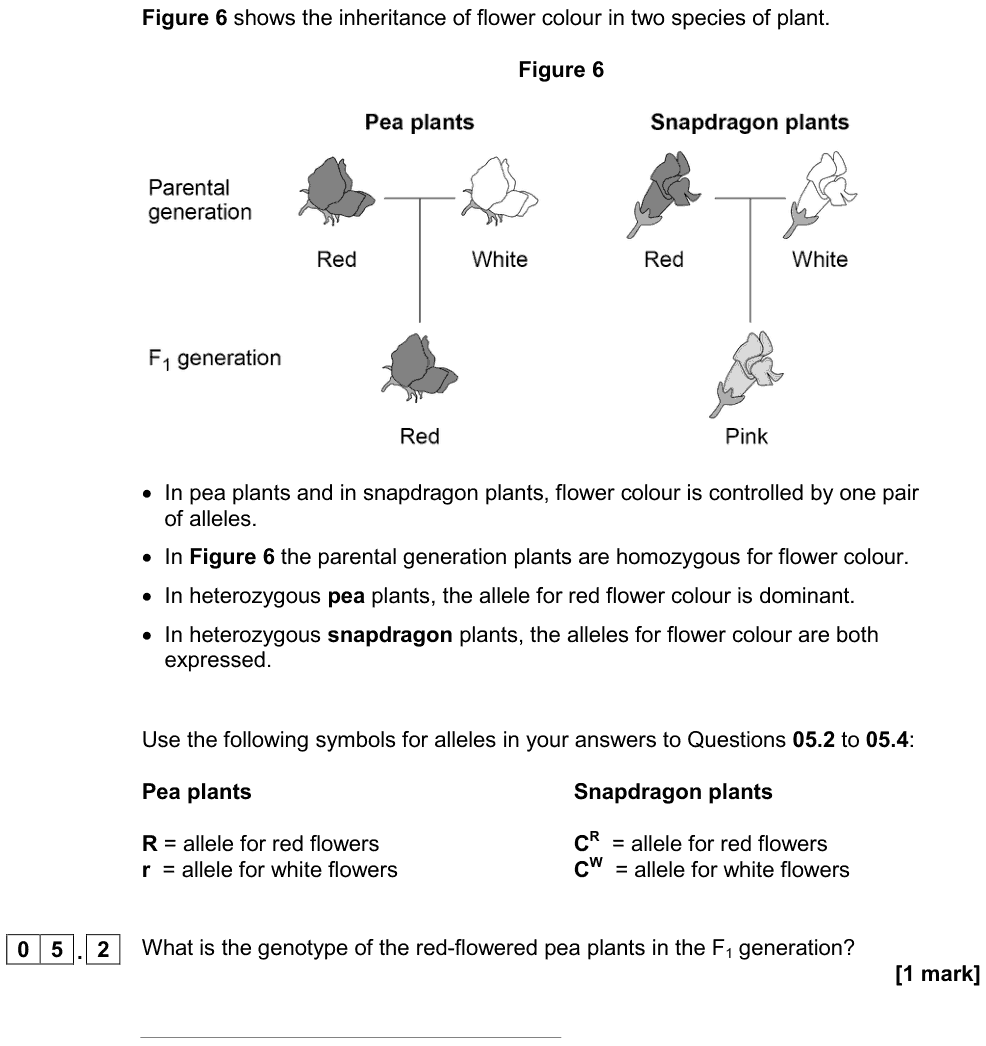 Figure 6 shows the inheritance of flower colour in two species of plant.
Figure 6
Pea plants
Snapdragon plants
Parental
generation
Red
White
Red
White
F₁ generation
Red
Pink
• In pea plants and in snapdragon plants, flower colour is controlled by one pair
of alleles.
• In Figure 6 the parental generation plants are homozygous for flower colour.
• In heterozygous pea plants, the allele for red flower colour is dominant.
• In heterozygous snapdragon plants, the alleles for flower colour are both
expressed.
Use the following symbols for alleles in your answers to Questions 05.2 to 05.4:
Pea plants
Snapdragon plants
R = allele for red flowers
r = allele for white flowers
Cᴿ = allele for red flowers
Cᵂ = allele for white flowers
0 5 . 2 What is the genotype of the red-flowered pea plants in the F₁ generation?
[1 mark]